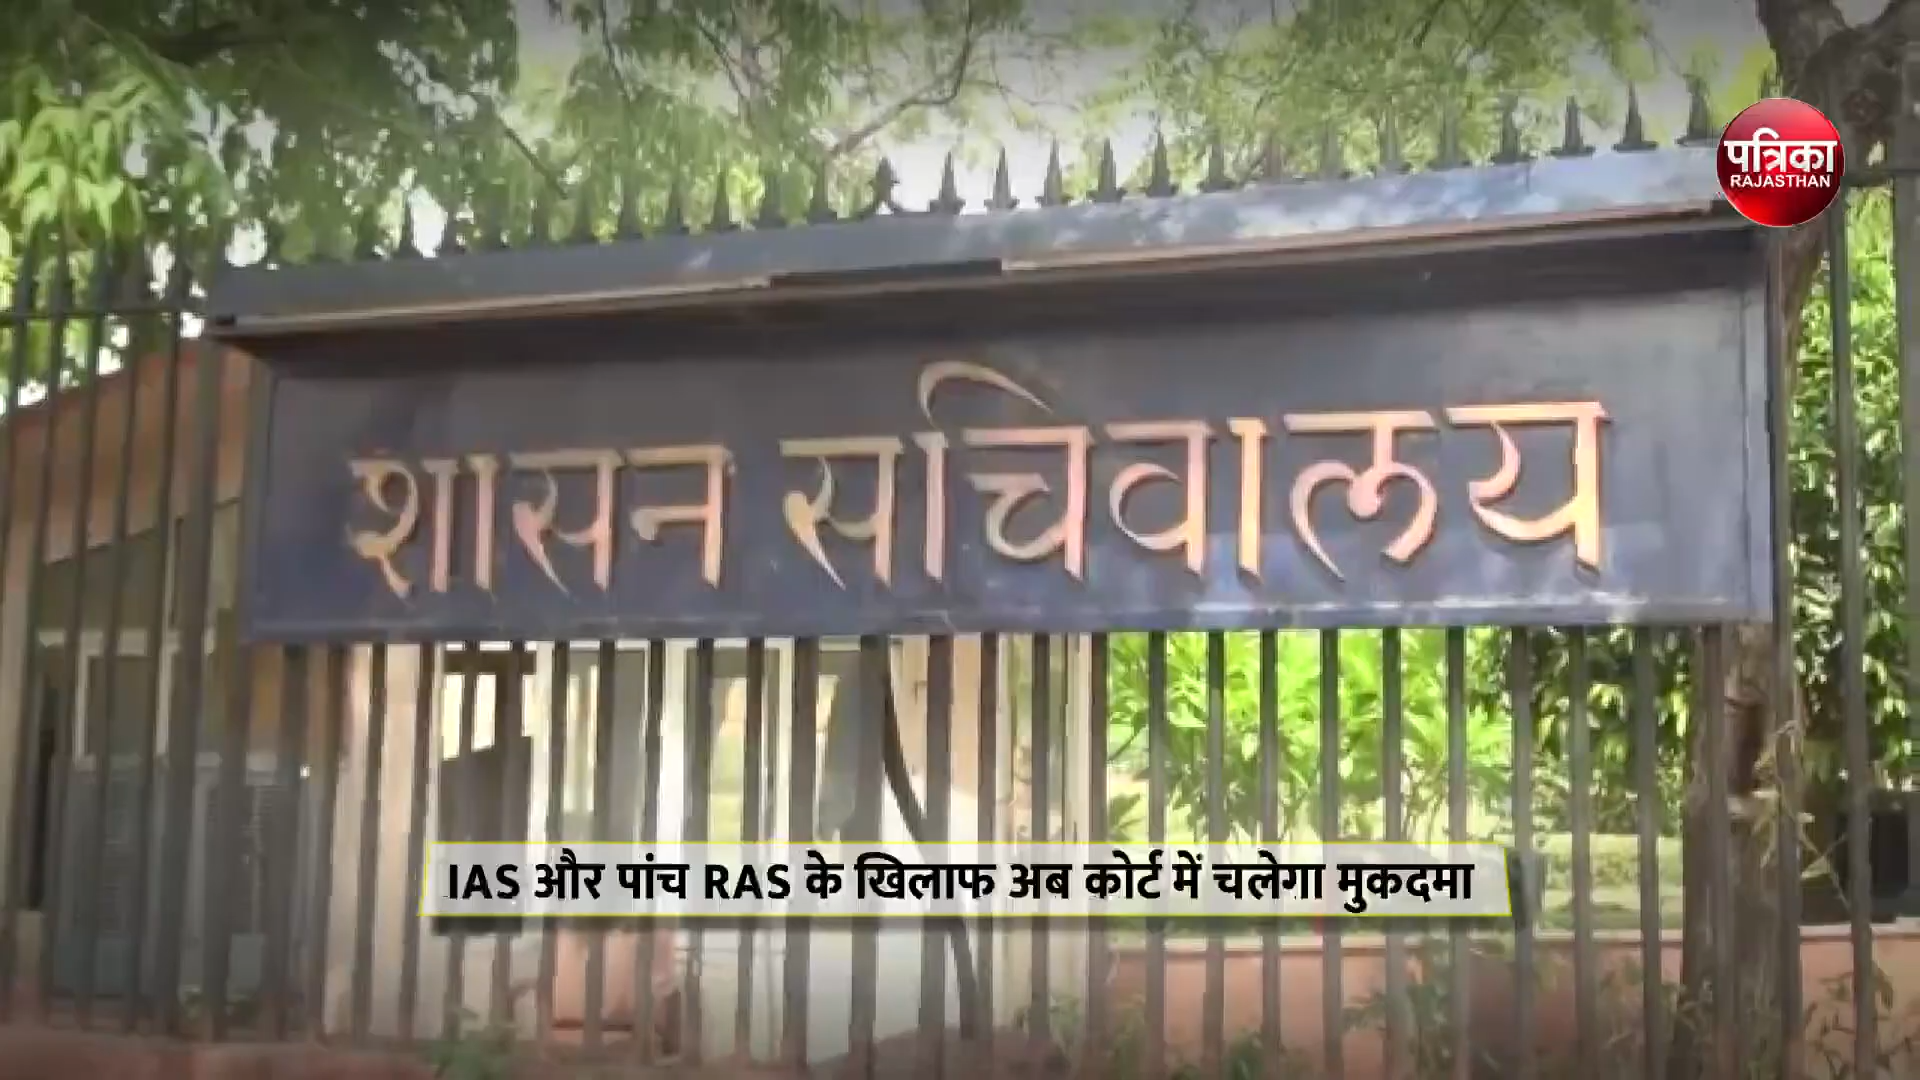 पत्रिका
RAJASTHAN
शासन सचिवालय
IAS और पांच RAS के खिलाफ अब कोर्ट में चलेगा मुकदमा